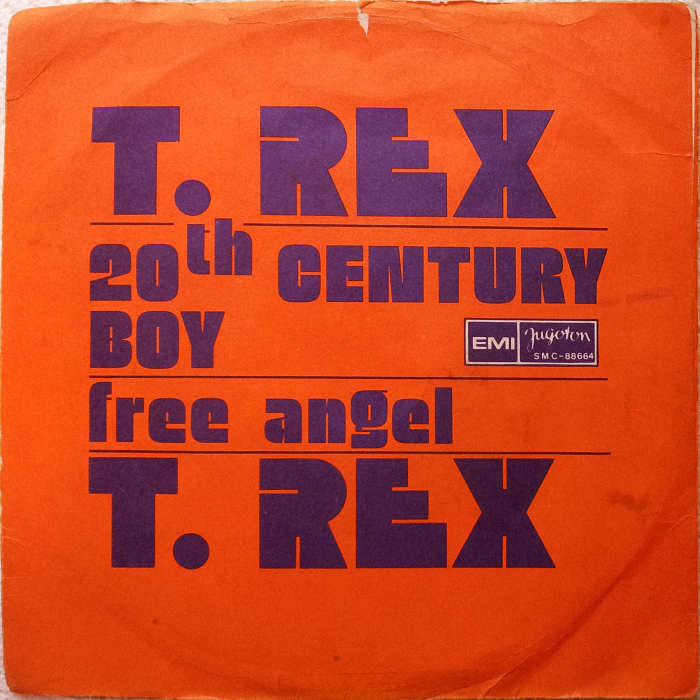 T. REX
20th CENTURY
BOY
EMI Jugoton
SMC-88664
free angel
T. REX